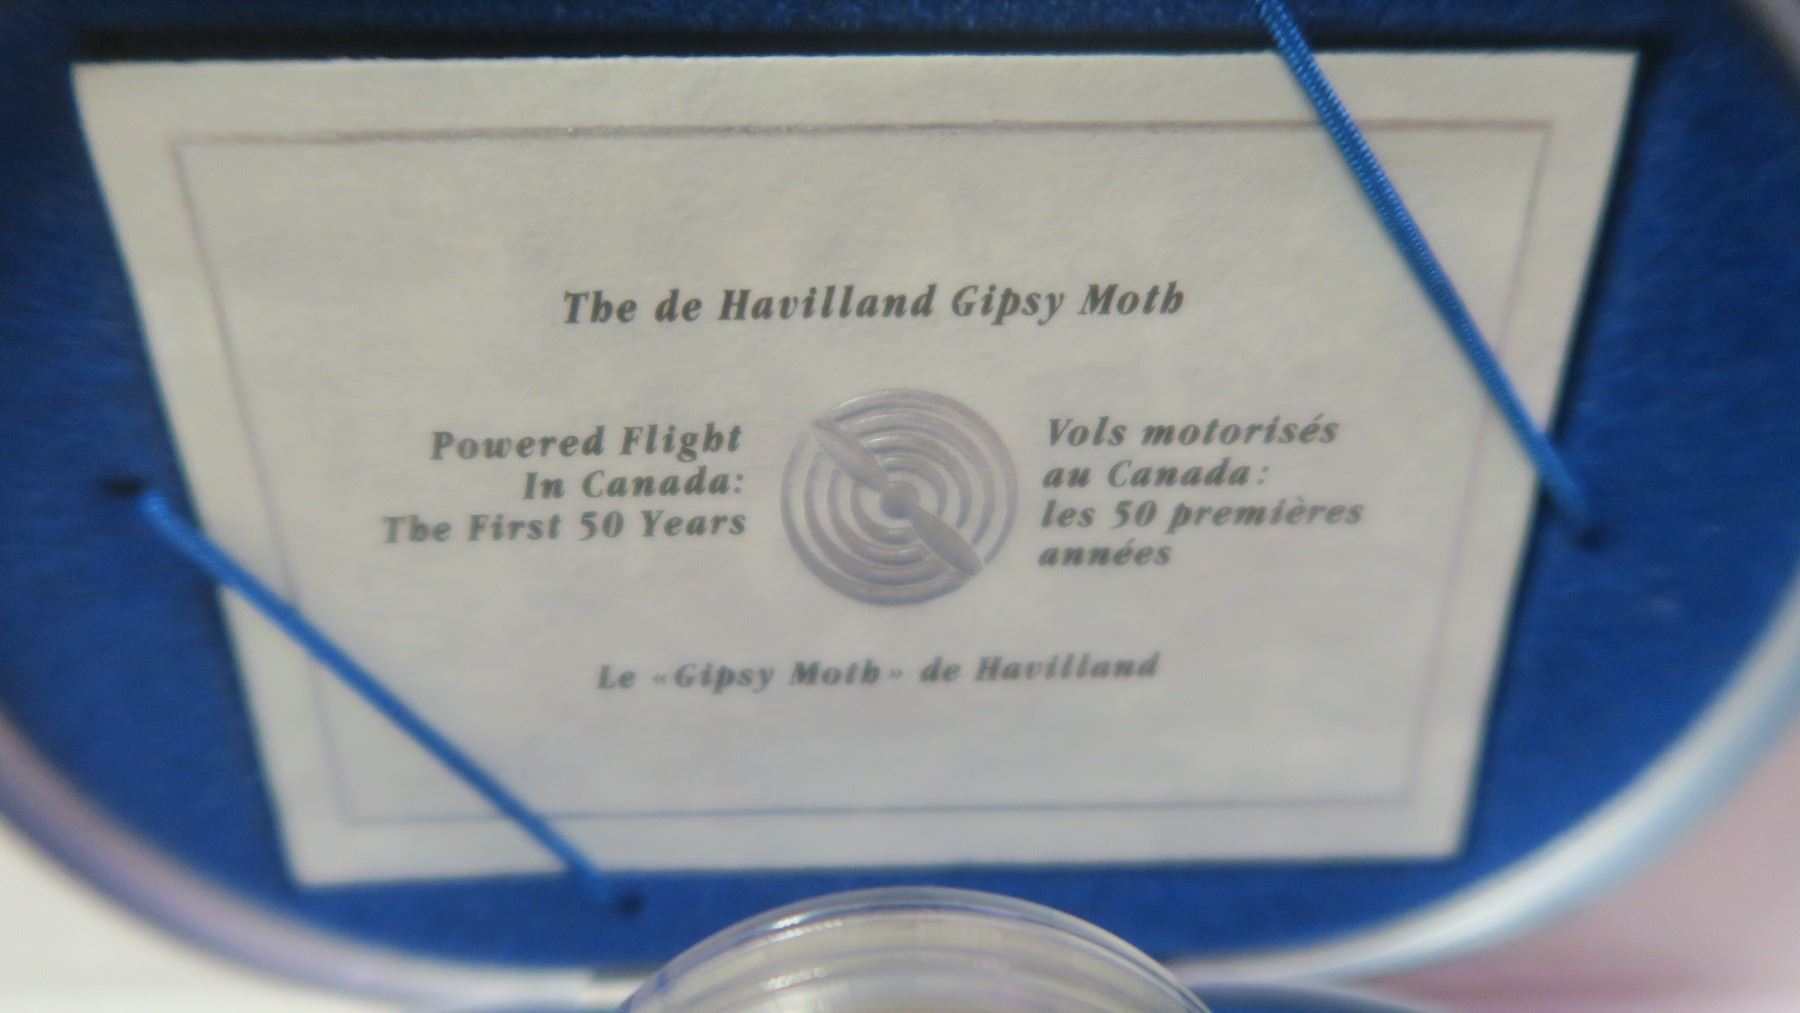 The de Havilland Gipsy Moth
Powered Flight
In Canada:
The First 50 Years
Vols motorisés
au Canada:
les 50 premières
années
Le «Gipsy Moth» de Havilland